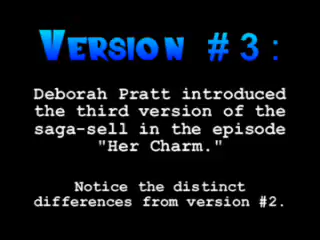 VERSION #3:
Deborah Pratt introduced
the third version of the
saga-sell in the episode
"Her Charm."
Notice the distinct
differences from version #2.